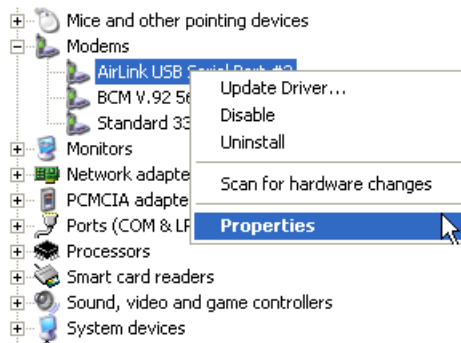 Mice and other pointing devices
Modems
AirLink USB Serial Port #2
BCM V.92 56
Standard 33
Monitors
Network adapte
PCMCIA adapte
Ports (COM & LP
Processors
Smart card readers
Sound, video and game controllers
System devices
Update Driver...
Disable
Uninstall
Scan for hardware changes
Properties